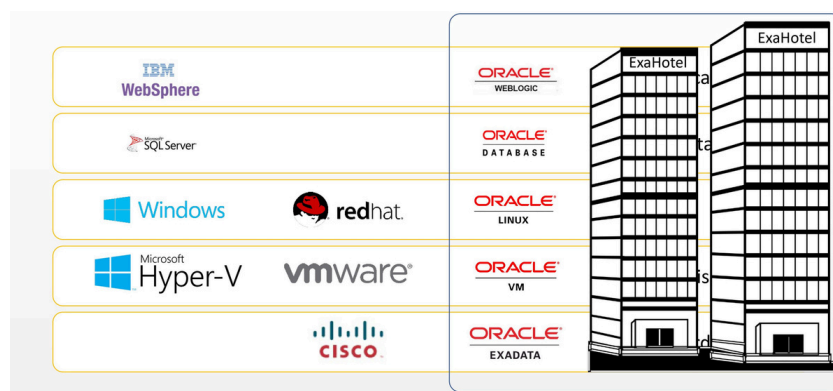 ExaHotel
ExaHotel
IBM
WebSphere
ORACLE®
WEBLOGIC
Microsoft
SQL Server
ORACLE®
DATABASE
Windows
redhat.
ORACLE®
LINUX
Microsoft
Hyper-V
vmware®
ORACLE®
VM
CISCO
ORACLE®
EXADATA